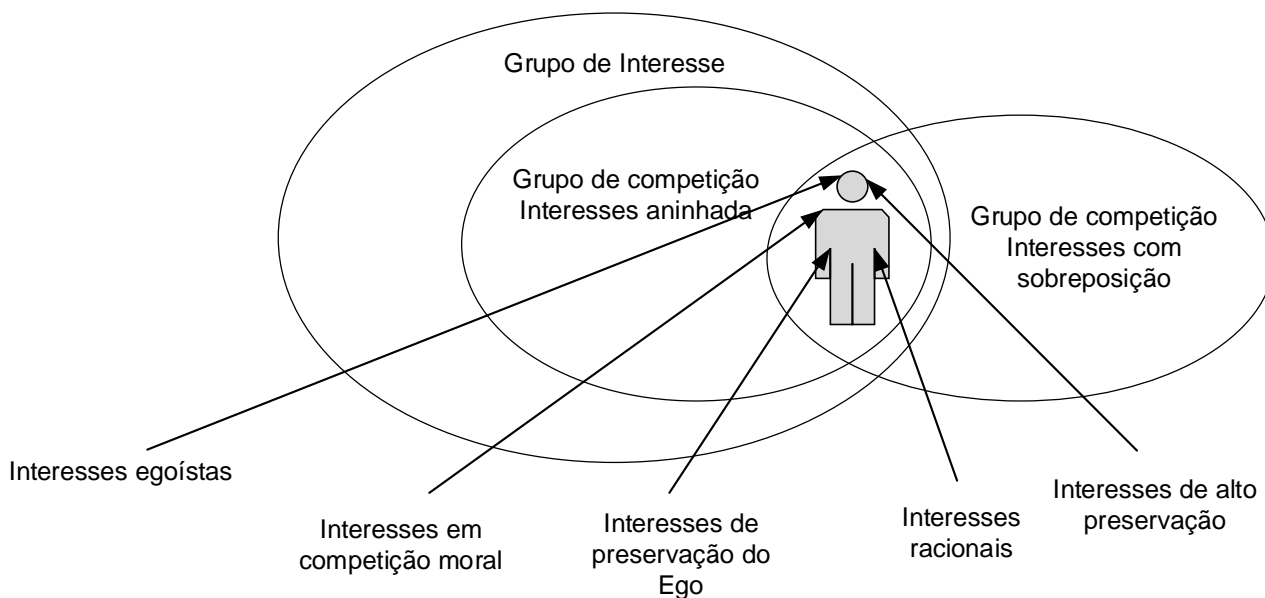 Grupo de Interesse
Grupo de competição
Interesses aninhada
Grupo de competição
Interesses com
sobreposição
Interesses egoístas
Interesses em
competição moral
Interesses de
preservação do
Ego
Interesses
racionais
Interesses de alto
preservação